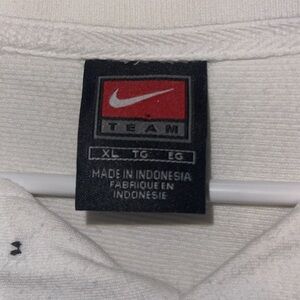 TEAM
XL TG EG
MADE IN INDONESIA
FABRIQUE EN
INDONESIE